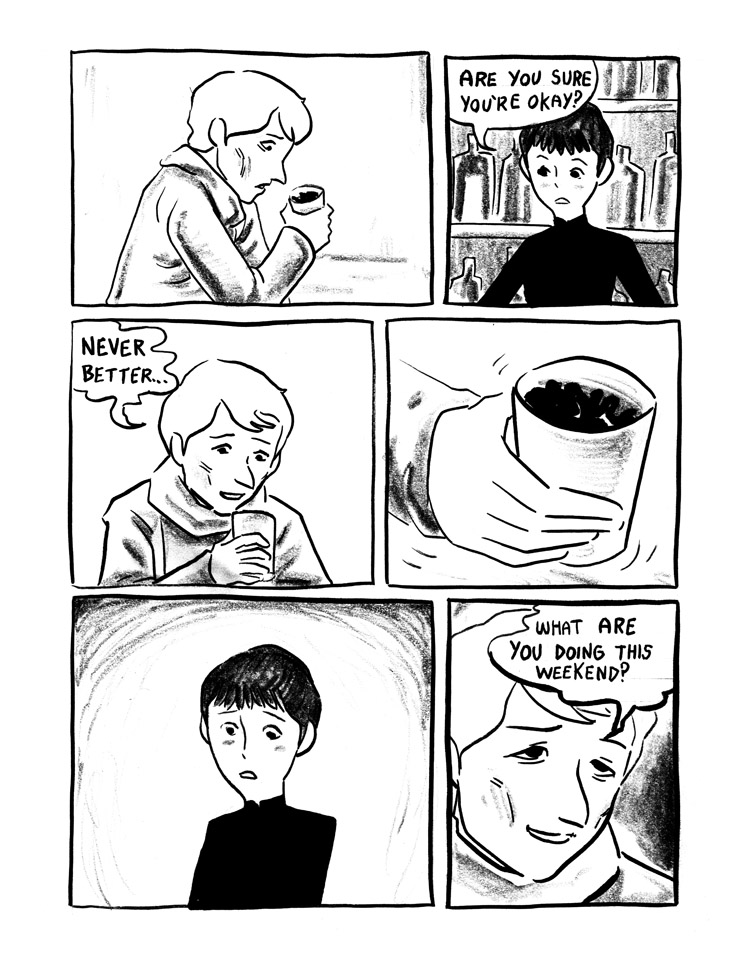 ARE YOU SURE
YOU'RE OKAY?
NEVER
BETTER...
WHAT ARE
YOU DOING THIS
WEEKEND?